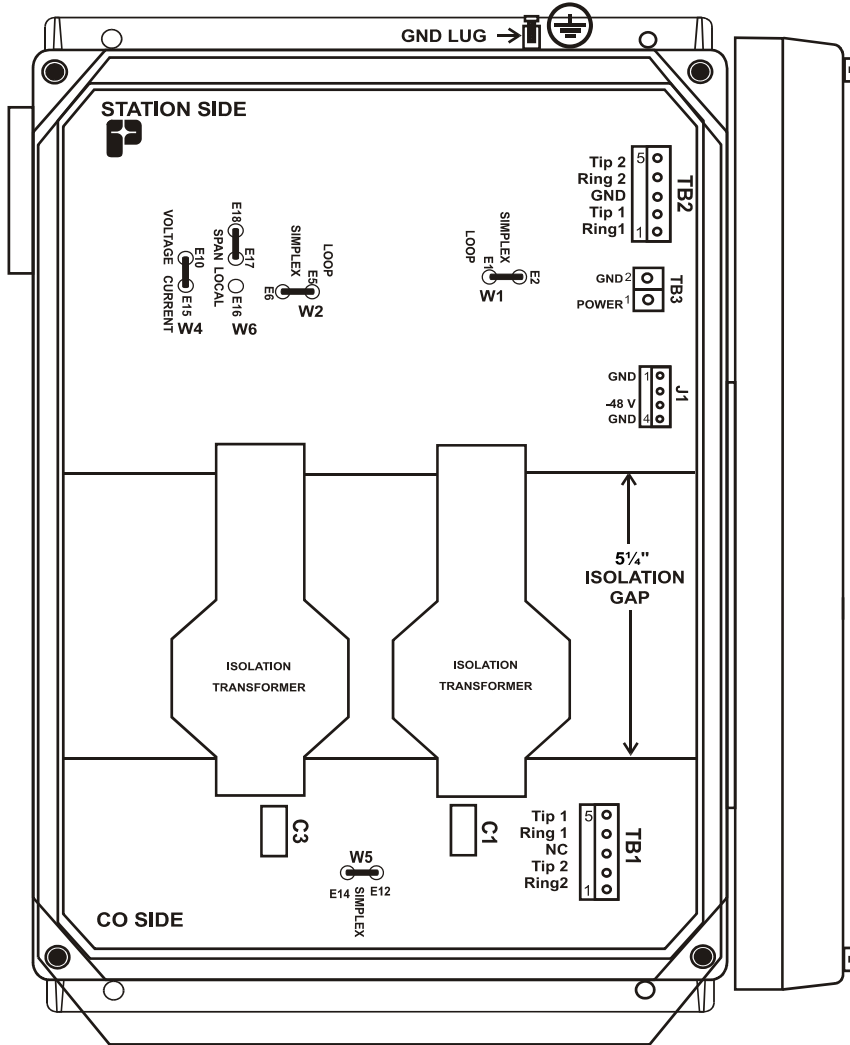 GND LUG
STATION SIDE
Tip 2
Ring 2
GND
Tip 1
Ring1
5
1
TB2
VOLTAGE CURRENT
E10
E15
W4
SPAN LOCAL
E18
E17
E16
W6
SIMPLEX
LOOP
E6
E5
W2
LOOP
SIMPLEX
E1
E2
W1
GND 2
POWER 1
TB3
GND 1
-48 V
GND 4
J1
5¼"
ISOLATION
GAP
ISOLATION
TRANSFORMER
ISOLATION
TRANSFORMER
C3
C1
Tip 1
Ring 1
NC
Tip 2
Ring2
5
1
TB1
W5
E14
E12
SIMPLEX
CO SIDE